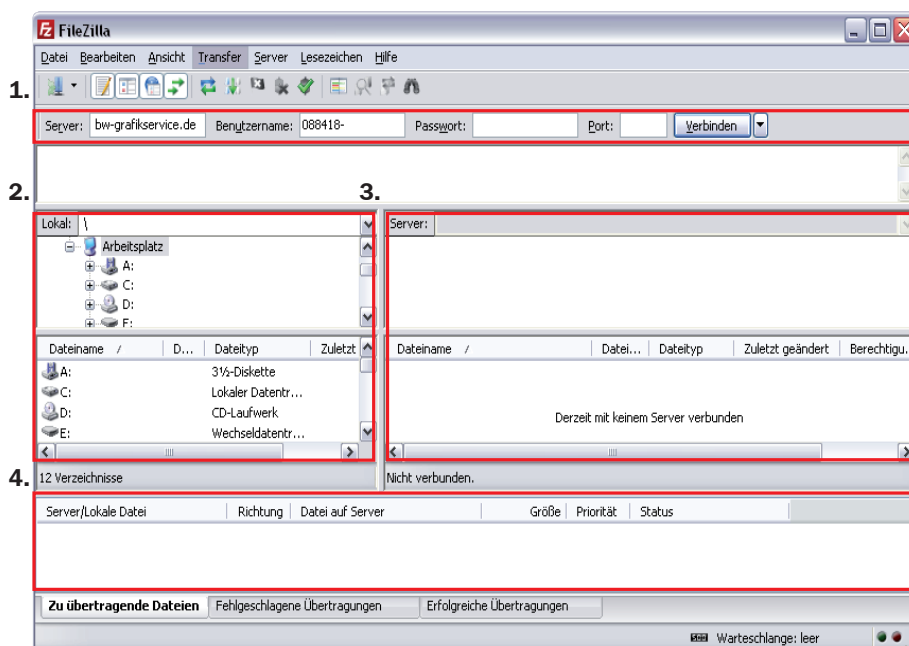 FileZilla
Datei Bearbeiten Ansicht Transfer Server Lesezeichen Hilfe
1.
Server: bw-grafikservice.de Benutzername: 088418- Passwort: Port: Verbinden
2. 3.
Lokal: \ Server:
Arbeitsplatz
A:
C:
D:
F:
Dateiname / D... Dateityp Zuletzt Dateiname / Datei... Dateityp Zuletzt geändert Berechtigu.
A: 3½-Diskette
C: Lokaler Datentr...
D: CD-Laufwerk Derzeit mit keinem Server verbunden
E: Wechseldatentr...
4. 12 Verzeichnisse Nicht verbunden.
Server/Lokale Datei Richtung Datei auf Server Größe Priorität Status
Zu übertragende Dateien Fehlgeschlagene Übertragungen Erfolgreiche Übertragungen
Warteschlange: leer